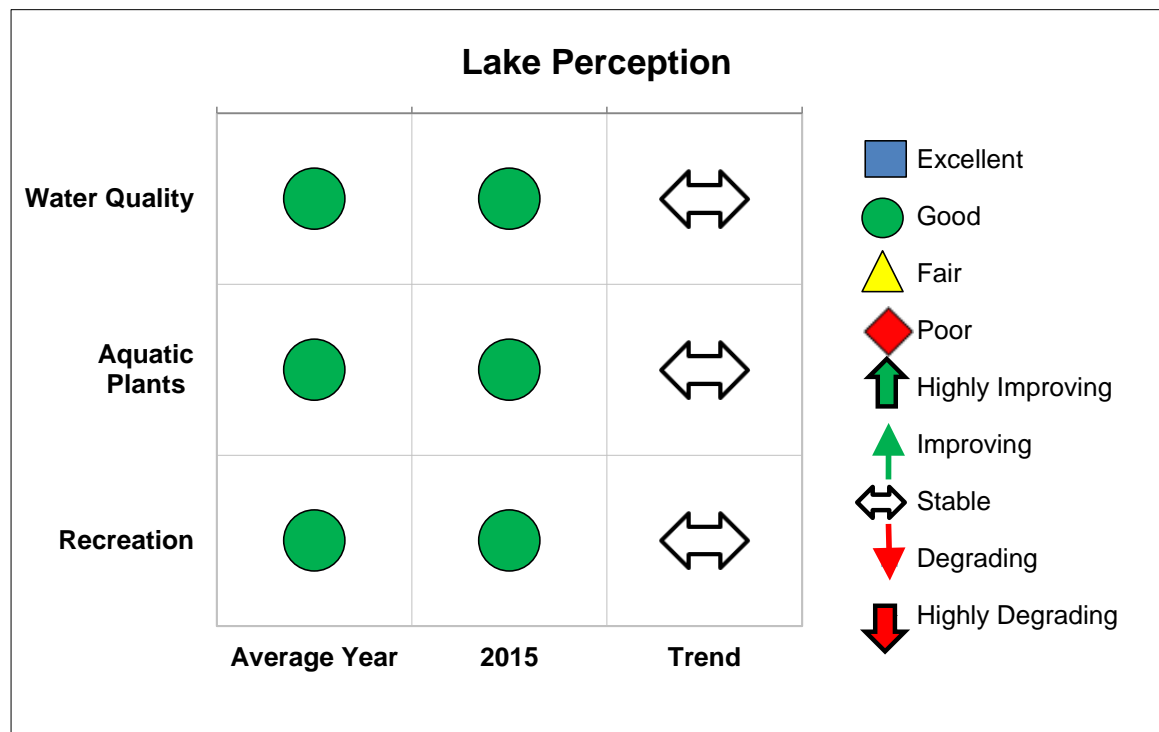 Lake Perception
Water Quality
Aquatic
Plants
Recreation
Average Year
2015
Trend
Excellent
Good
Fair
Poor
Highly Improving
Improving
Stable
Degrading
Highly Degrading